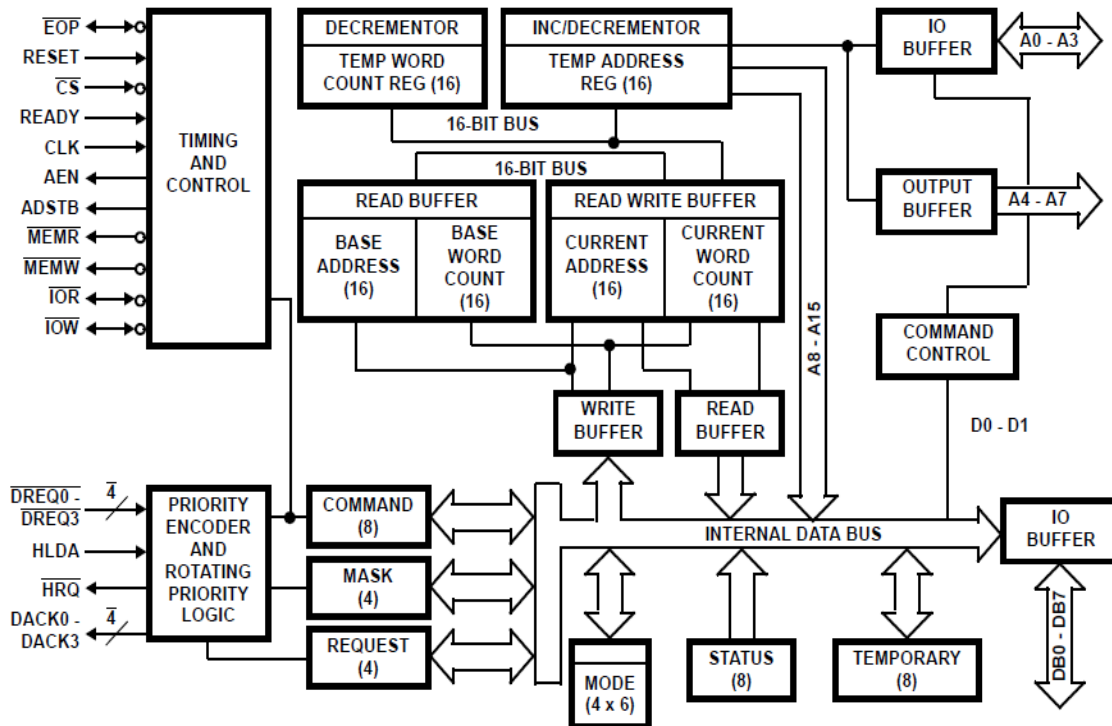 EOP
RESET
CS
READY
CLK
AEN
ADSTB
MEMR
MEMW
IOR
IOW
TIMING
AND
CONTROL
DECREMENTOR
TEMP WORD
COUNT REG (16)
INC/DECREMENTOR
TEMP ADDRESS
REG (16)
IO
BUFFER
A0 - A3
16-BIT BUS
16-BIT BUS
READ BUFFER
BASE
ADDRESS
(16)
BASE
WORD
COUNT
(16)
READ WRITE BUFFER
CURRENT
ADDRESS
(16)
CURRENT
WORD
COUNT
(16)
OUTPUT
BUFFER
A4 - A7
A8 - A15
COMMAND
CONTROL
WRITE
BUFFER
READ
BUFFER
D0 - D1
DREQ0 -
DREQ3
4
HLDA
HRQ
DACK0 -
DACK3
4
PRIORITY
ENCODER
AND
ROTATING
PRIORITY
LOGIC
COMMAND
(8)
MASK
(4)
REQUEST
(4)
INTERNAL DATA BUS
IO
BUFFER
MODE
(4 x 6)
STATUS
(8)
TEMPORARY
(8)
DB0 - DB7